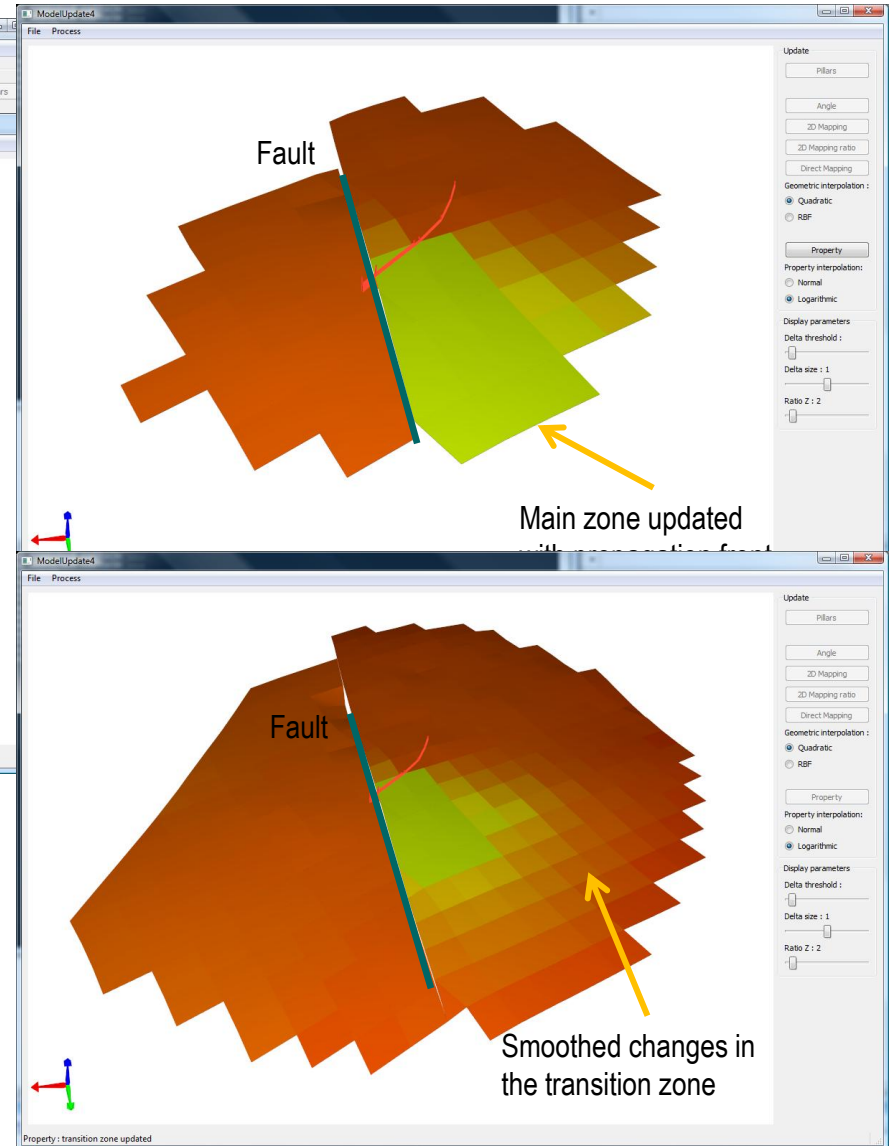 ModelUpdate4
File Process
Update
Pillars
Angle
2D Mapping
2D Mapping ratio
Direct Mapping
Geometric interpolation :
Quadratic
RBF
Property
Property interpolation:
Normal
Logarithmic
Display parameters
Delta threshold :
Delta size : 1
Ratio Z : 2
Fault
Main zone updated
with propagation front
ModelUpdate4
File Process
Update
Pillars
Angle
2D Mapping
2D Mapping ratio
Direct Mapping
Geometric interpolation :
Quadratic
RBF
Property
Property interpolation:
Normal
Logarithmic
Display parameters
Delta threshold :
Delta size : 1
Ratio Z : 2
Fault
Smoothed changes in
the transition zone
Property : transition zone updated